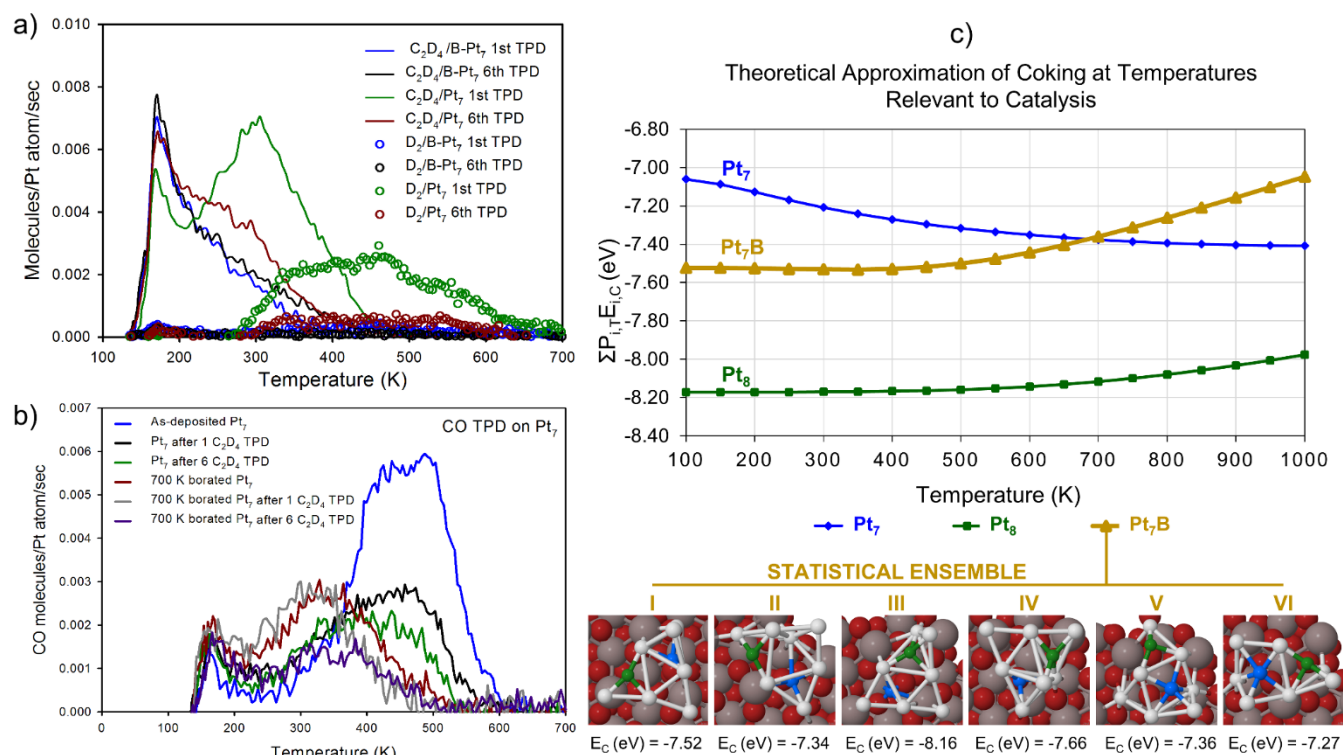 a)
0.010
0.008
0.006
0.004
0.002
0.000
Molecules/Pt atom/sec
C₂D₄/B-Pt₇ 1st TPD
C₂D₄/B-Pt₇ 6th TPD
C₂D₄/Pt₇ 1st TPD
C₂D₄/Pt₇ 6th TPD
D₂/B-Pt₇ 1st TPD
D₂/B-Pt₇ 6th TPD
D₂/Pt₇ 1st TPD
D₂/Pt₇ 6th TPD
100 200 300 400 500 600 700
Temperature (K)
b)
0.007
0.006
0.005
0.004
0.003
0.002
0.001
0.000
CO molecules/Pt atom/sec
As-deposited Pt₇
Pt₇ after 1 C₂D₄ TPD
Pt₇ after 6 C₂D₄ TPD
700 K borated Pt₇
700 K borated Pt₇ after 1 C₂D₄ TPD
700 K borated Pt₇ after 6 C₂D₄ TPD
CO TPD on Pt₇
0 100 200 300 400 500 600 700
Temperature (K)
c)
Theoretical Approximation of Coking at Temperatures
Relevant to Catalysis
-6.80
-7.00
-7.20
-7.40
-7.60
-7.80
-8.00
-8.20
-8.40
ΣPᵢ,ₜEᵢ,C (eV)
Pt₇
Pt₇B
Pt₈
100 200 300 400 500 600 700 800 900 1000
Temperature (K)
Pt₇ Pt₈ Pt₇B
STATISTICAL ENSEMBLE
I II III IV V VI
E_C (eV) = -7.52 E_C (eV) = -7.34 E_C (eV) = -8.16 E_C (eV) = -7.66 E_C (eV) = -7.36 E_C (eV) = -7.27